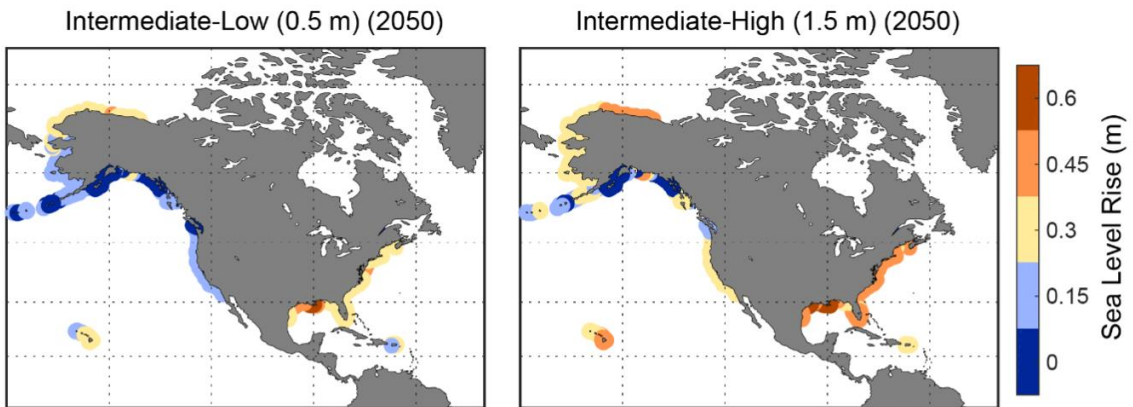 Intermediate-Low (0.5 m) (2050)
Intermediate-High (1.5 m) (2050)
0.6
0.45
0.3
0.15
0
Sea Level Rise (m)